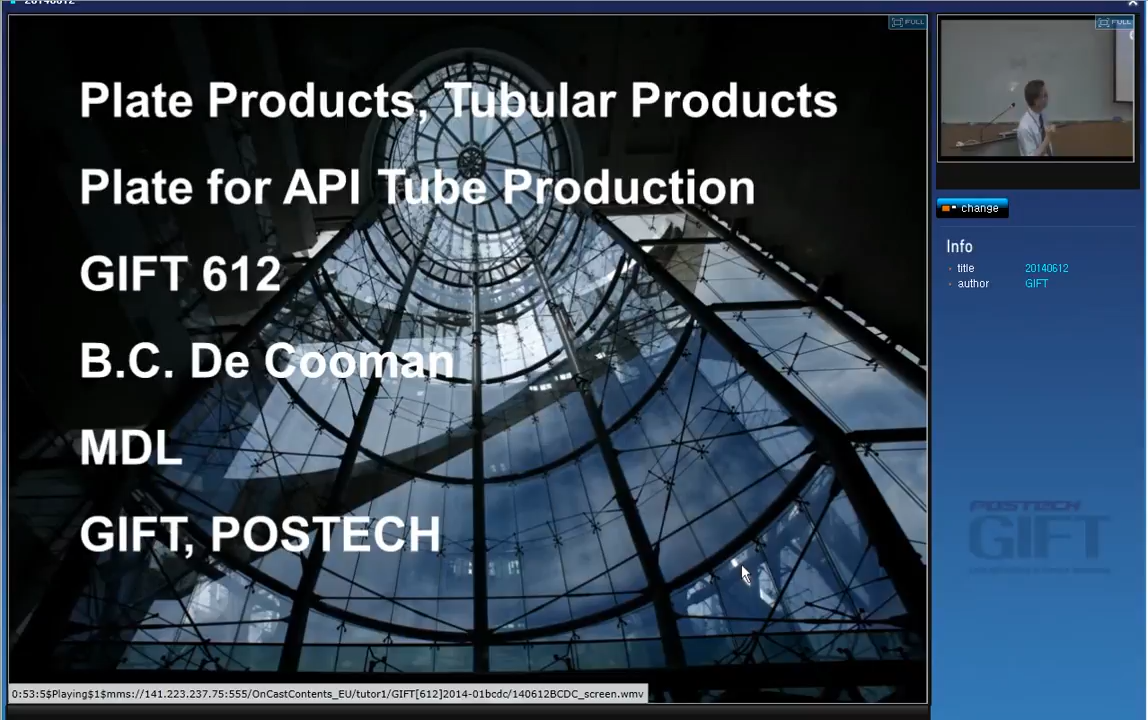 20140612
FULL
FULL
Plate Products, Tubular Products
Plate for API Tube Production
GIFT 612
B.C. De Cooman
MDL
GIFT, POSTECH
change
Info
title 20140612
author GIFT
POSTECH
GIFT
0:53:5$Playing$1$mms://141.223.237.75:555/OnCastContents_EU/tutor1/GIFT[612]2014-01bcdc/140612BCDC_screen.wmv